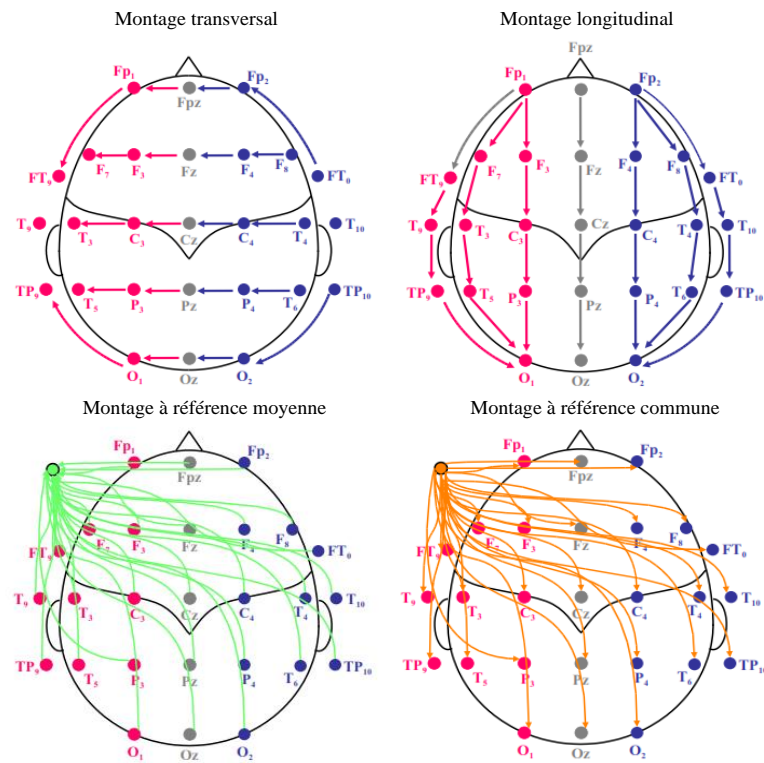 Montage transversal
Montage longitudinal
Fp₁ Fpz Fp₂
F₇ F₃ Fz F₄ F₈
FT₉ FT₀
T₉ T₃ C₃ Cz C₄ T₄ T₁₀
TP₉ T₅ P₃ Pz P₄ T₆ TP₁₀
O₁ Oz O₂
Fpz
Fp₁ Fp₂
F₇ F₃ Fz F₄ F₈
FT₉ FT₀
T₉ T₃ C₃ Cz C₄ T₄ T₁₀
TP₉ T₅ P₃ Pz P₄ T₆ TP₁₀
O₁ Oz O₂
Montage à référence moyenne
Montage à référence commune
Fp₁ Fpz Fp₂
F₇ F₃ Fz F₄ F₈
FT₉ FT₀
T₉ T₃ C₃ Cz C₄ T₄ T₁₀
TP₉ T₅ P₃ Pz P₄ T₆ TP₁₀
O₁ Oz O₂
Fp₁ Fpz Fp₂
F₇ F₃ Fz F₄ F₈
FT₉ FT₀
T₉ T₃ C₃ Cz C₄ T₄ T₁₀
TP₉ T₅ P₃ Pz P₄ T₆ TP₁₀
O₁ Oz O₂